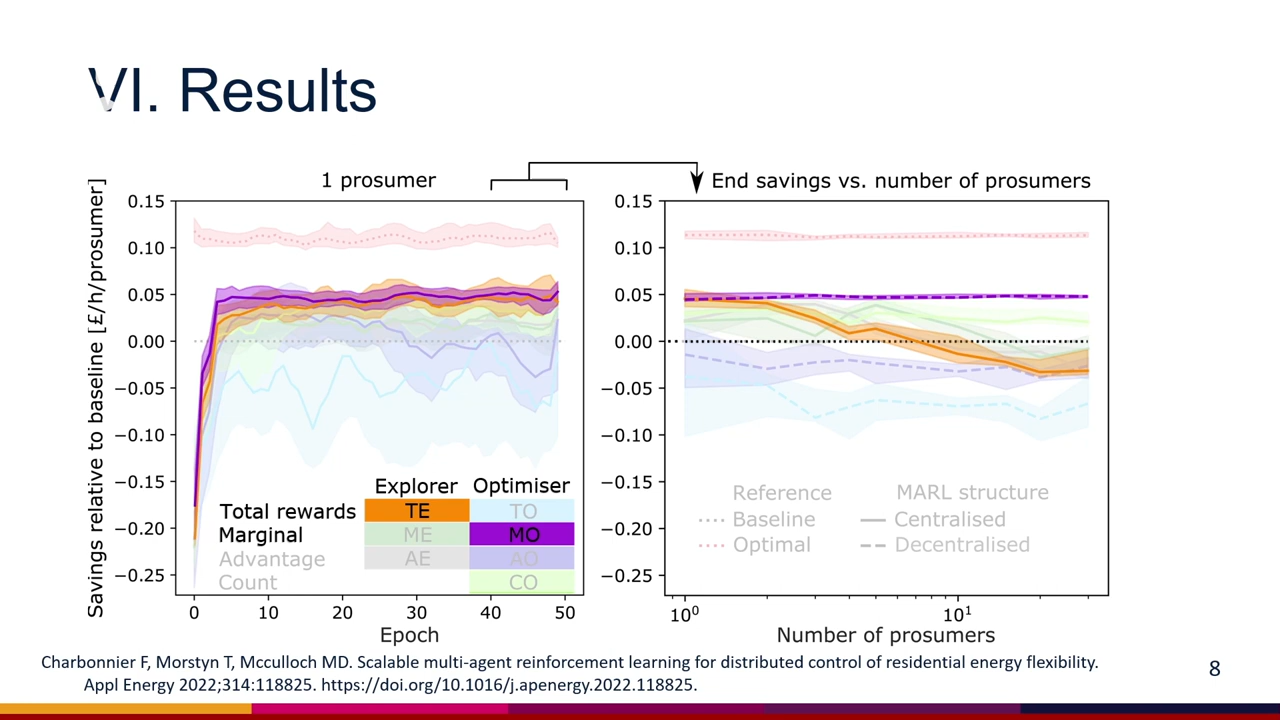 VI. Results
1 prosumer
End savings vs. number of prosumers
Savings relative to baseline [£/h/prosumer]
0.15
0.10
0.05
0.00
−0.05
−0.10
−0.15
−0.20
−0.25
Explorer Optimiser
Total rewards TE TO
Marginal ME MO
Advantage AE AO
Count CO
0 10 20 30 40 50
Epoch
0.15
0.10
0.05
0.00
−0.05
−0.10
−0.15
−0.20
−0.25
Reference MARL structure
Baseline Centralised
Optimal Decentralised
10⁰ 10¹
Number of prosumers
Charbonnier F, Morstyn T, Mcculloch MD. Scalable multi-agent reinforcement learning for distributed control of residential energy flexibility.
Appl Energy 2022;314:118825. https://doi.org/10.1016/j.apenergy.2022.118825.
8